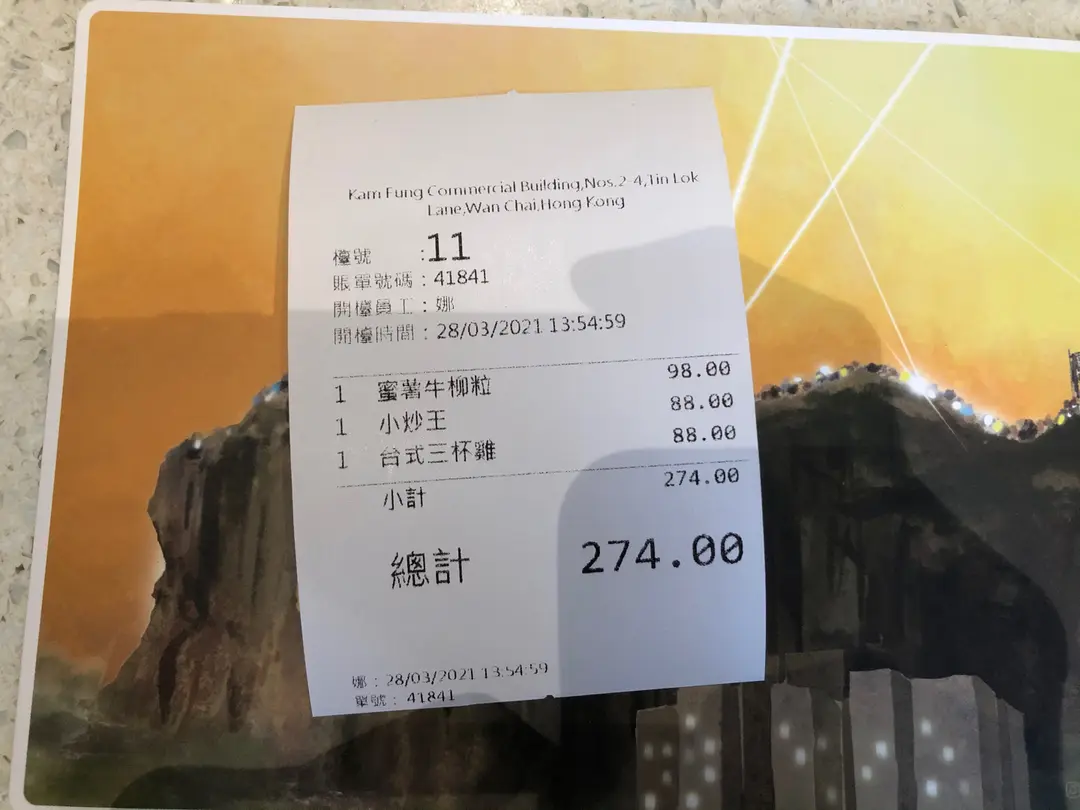 Kam Fung Commercial Building,Nos.2-4,Tin Lok
Lane,Wan Chai,Hong Kong
檯號 :11
賬單號碼：41841
開檯員工：娜
開檯時間：28/03/2021 13:54:59
1 蜜薯牛柳粒 98.00
1 小炒王 88.00
1 台式三杯雞 88.00
小計 274.00
總計 274.00
娜：28/03/2021 13:54:59
單號：41841